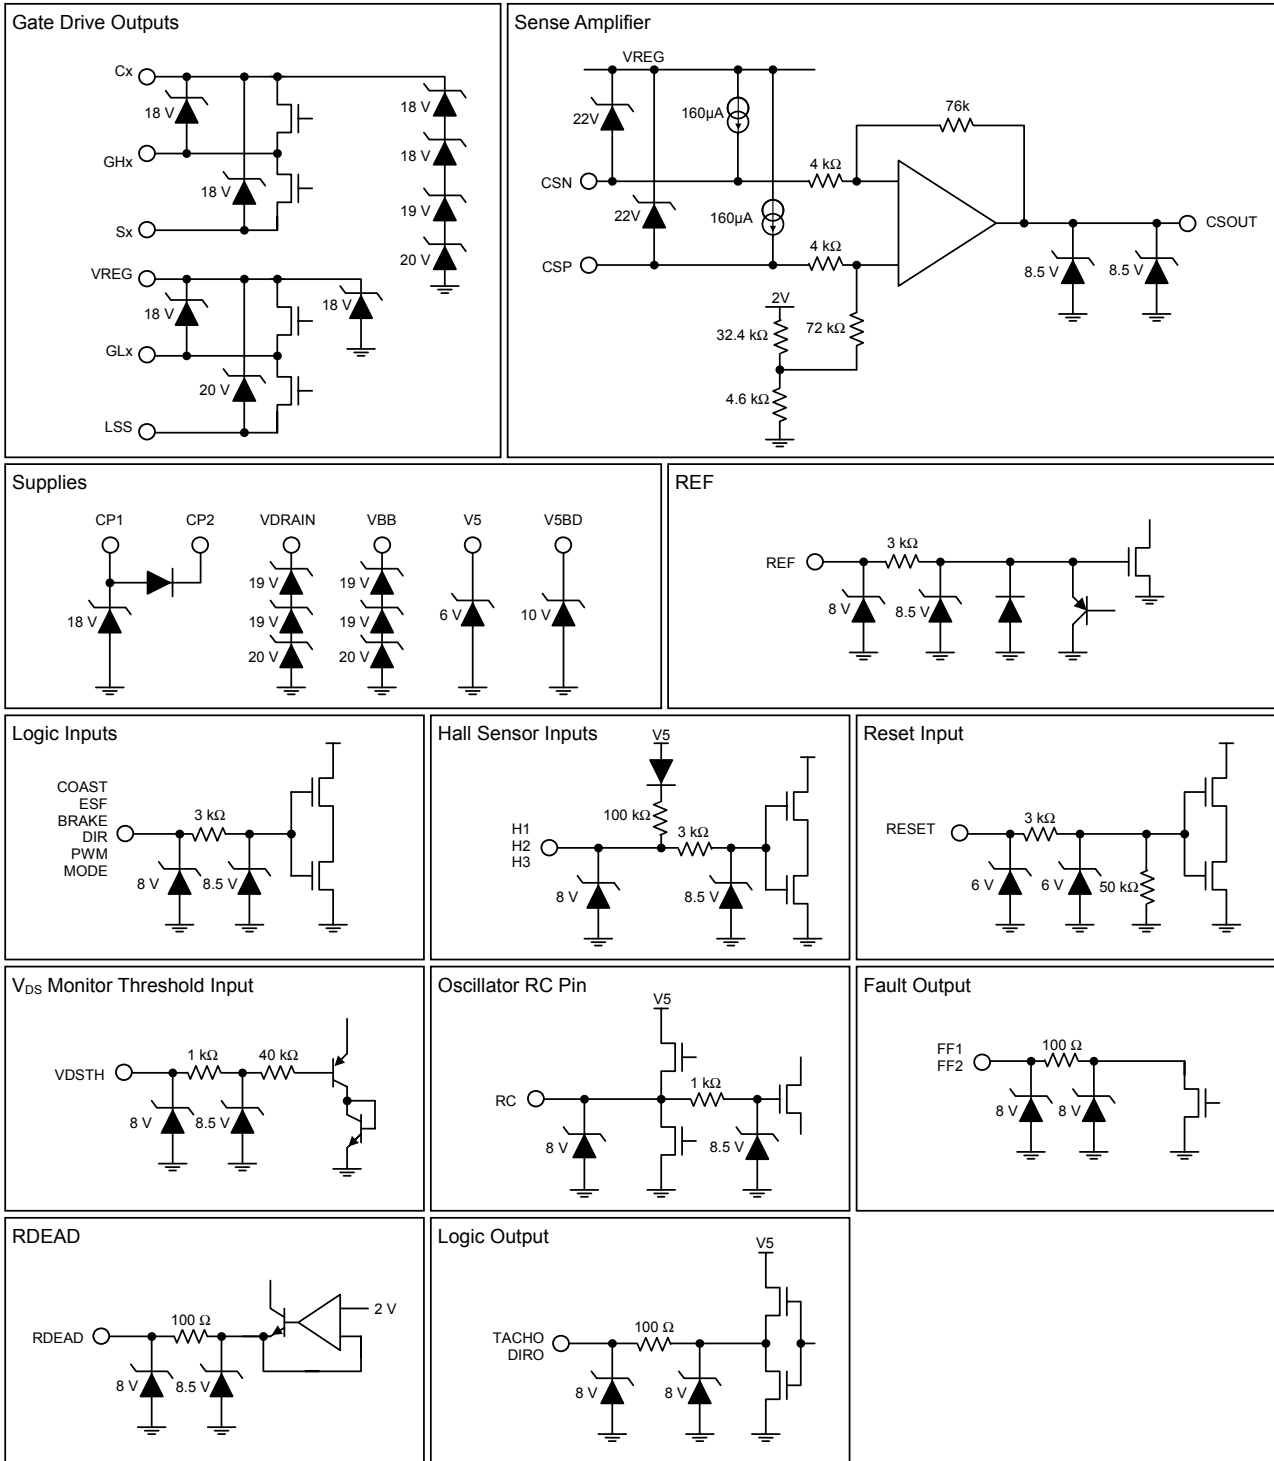 Gate Drive Outputs
Cx
18 V
GHx
18 V
Sx
18 V
18 V
19 V
20 V
VREG
18 V
18 V
GLx
20 V
LSS
Sense Amplifier
VREG
22V
160µA
76k
4 kΩ
CSN
22V
160µA
CSOUT
4 kΩ
CSP
8.5 V
8.5 V
2V
32.4 kΩ
72 kΩ
4.6 kΩ
Supplies
CP1
CP2
VDRAIN
VBB
V5
V5BD
18 V
19 V
19 V
20 V
19 V
19 V
20 V
6 V
10 V
REF
REF
3 kΩ
8 V
8.5 V
Logic Inputs
COAST
ESF
BRAKE
DIR
PWM
MODE
3 kΩ
8 V
8.5 V
Hall Sensor Inputs
V5
100 kΩ
3 kΩ
H1
H2
H3
8 V
8.5 V
Reset Input
RESET
3 kΩ
6 V
6 V
50 kΩ
VDS Monitor Threshold Input
VDSTH
1 kΩ
40 kΩ
8 V
8.5 V
Oscillator RC Pin
V5
RC
1 kΩ
8 V
8.5 V
Fault Output
FF1
FF2
100 Ω
8 V
8 V
RDEAD
RDEAD
100 Ω
2 V
8 V
8.5 V
Logic Output
V5
TACHO
DIRO
100 Ω
8 V
8 V